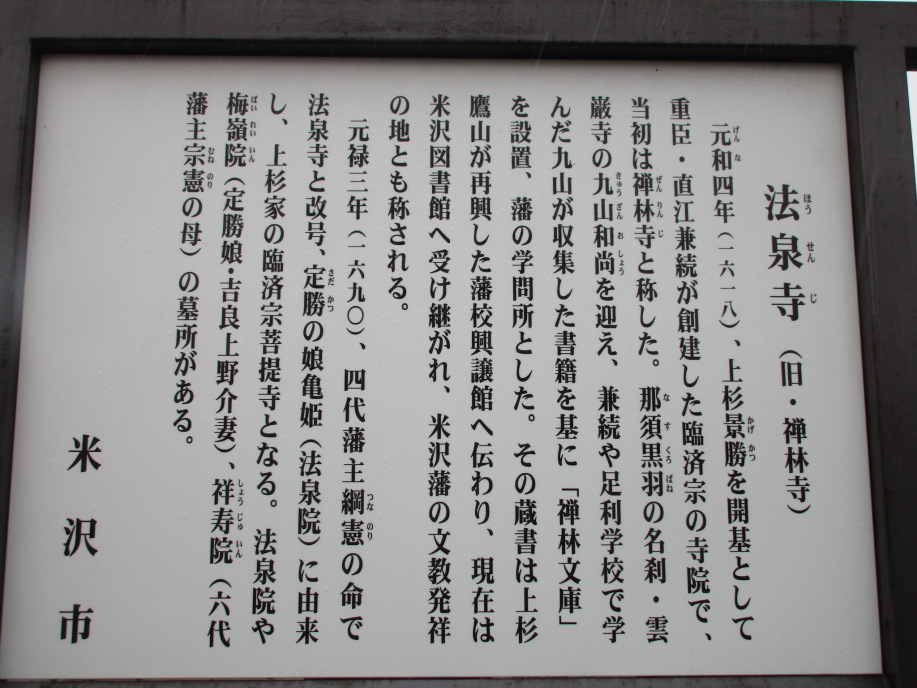 法泉寺(旧・禅林寺)
元和四年(一六一八)、上杉景勝を開基として
重臣・直江兼続が創建した臨済宗の寺院で、
当初は禅林寺と称した。那須黒羽の名刹・雲
巌寺の九山和尚を迎え、兼続や足利学校で学
んだ九山が収集した書籍を基に「禅林文庫」
を設置、藩の学問所とした。その蔵書は上杉
鷹山が再興した藩校興譲館へ伝わり、現在は
米沢図書館へ受け継がれ、米沢藩の文教発祥
の地とも称される。
元禄三年(一六九〇)、四代藩主綱憲の命で
法泉寺と改号、定勝の娘亀姫(法泉院)に由来
し、上杉家の臨済宗菩提寺となる。法泉院や
梅嶺院(定勝娘・吉良上野介妻)、祥寿院(六代
藩主宗憲の母)の墓所がある。
米沢市